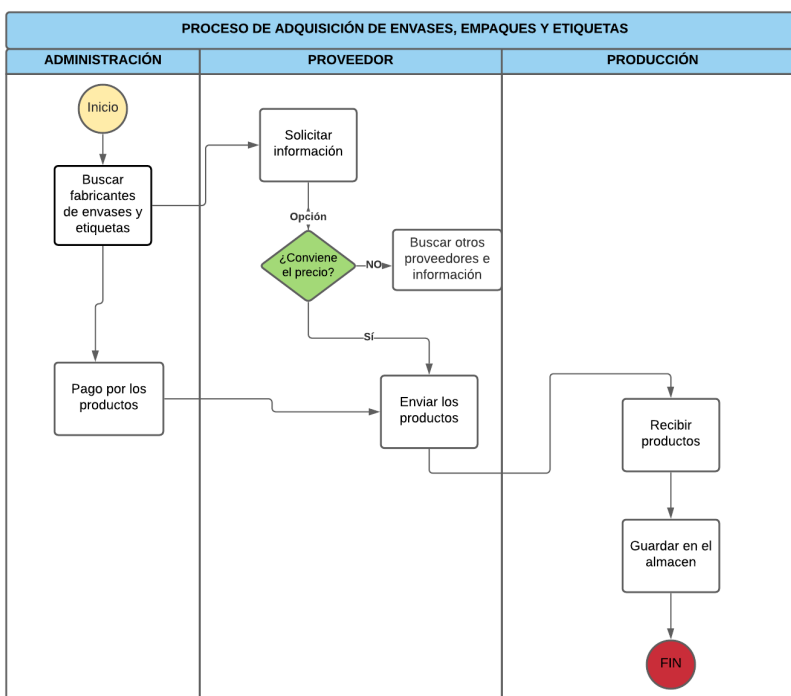 PROCESO DE ADQUISICIÓN DE ENVASES, EMPAQUES Y ETIQUETAS
ADMINISTRACIÓN
PROVEEDOR
PRODUCCIÓN
Inicio
Buscar
fabricantes
de envases y
etiquetas
Solicitar
información
Opción
¿Conviene
el precio?
NO
Buscar otros
proveedores e
información
Sí
Pago por los
productos
Enviar los
productos
Recibir
productos
Guardar en el
almacen
FIN